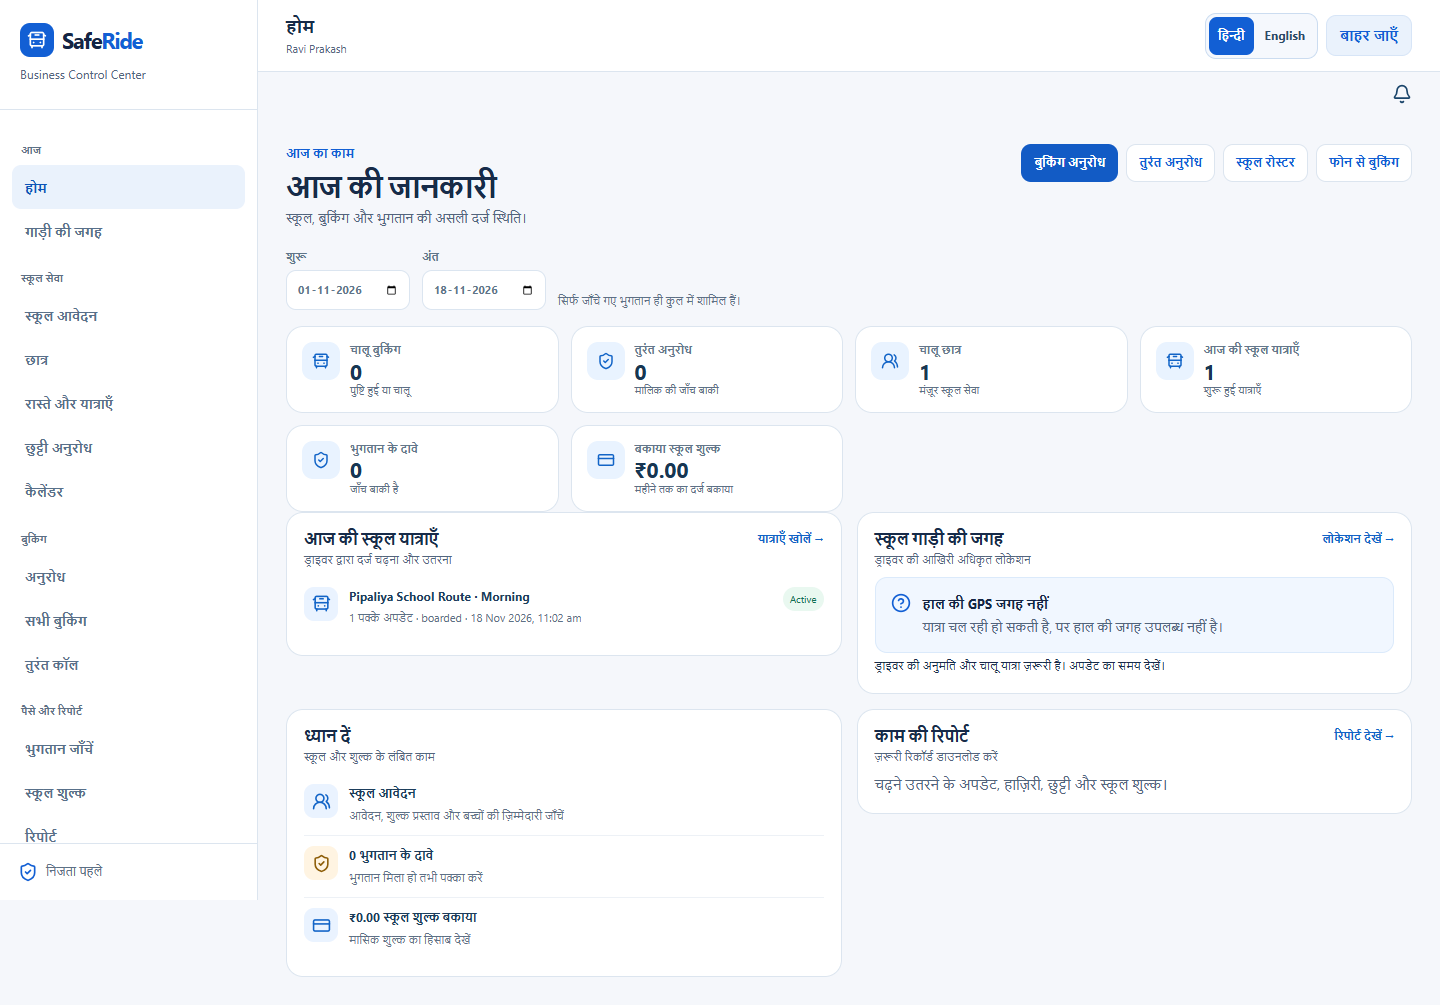 SafeRide
Business Control Center
आज
होम
गाड़ी की जगह
स्कूल सेवा
स्कूल आवेदन
छात्र
रास्ते और यात्राएँ
छुट्टी अनुरोध
कैलेंडर
बुकिंग
अनुरोध
सभी बुकिंग
तुरंत कॉल
पैसे और रिपोर्ट
भुगतान जाँचें
स्कूल शुल्क
रिपोर्ट
निजता पहले
होम
Ravi Prakash
हिन्दी English बाहर जाएँ
आज का काम
आज की जानकारी
स्कूल, बुकिंग और भुगतान की असली दर्ज स्थिति।
बुकिंग अनुरोध तुरंत अनुरोध स्कूल रोस्टर फोन से बुकिंग
शुरू अंत
01-11-2026 18-11-2026 सिर्फ जाँचे गए भुगतान ही कुल में शामिल हैं।
चालू बुकिंग
0
पुष्टि हुई या चालू
तुरंत अनुरोध
0
मालिक की जाँच बाकी
चालू छात्र
1
मंजूर स्कूल सेवा
आज की स्कूल यात्राएँ
1
शुरू हुई यात्राएँ
भुगतान के दावे
0
जाँच बाकी है
बकाया स्कूल शुल्क
₹0.00
महीने तक का दर्ज बकाया
आज की स्कूल यात्राएँ यात्राएँ खोलें →
ड्राइवर द्वारा दर्ज चढ़ना और उतरना
Pipaliya School Route · Morning Active
1 पक्के अपडेट · boarded · 18 Nov 2026, 11:02 am
स्कूल गाड़ी की जगह लोकेशन देखें →
ड्राइवर की आखिरी अधिकृत लोकेशन
हाल की GPS जगह नहीं
यात्रा चल रही हो सकती है, पर हाल की जगह उपलब्ध नहीं है।
ड्राइवर की अनुमति और चालू यात्रा ज़रूरी है। अपडेट का समय देखें।
ध्यान दें
स्कूल और शुल्क के लंबित काम
स्कूल आवेदन
आवेदन, शुल्क प्रस्ताव और बच्चों की ज़िम्मेदारी जाँचें
0 भुगतान के दावे
भुगतान मिला हो तभी पक्का करें
₹0.00 स्कूल शुल्क बकाया
मासिक शुल्क का हिसाब देखें
काम की रिपोर्ट रिपोर्ट देखें →
ज़रूरी रिकॉर्ड डाउनलोड करें
चढ़ने उतरने के अपडेट, हाज़िरी, छुट्टी और स्कूल शुल्क।